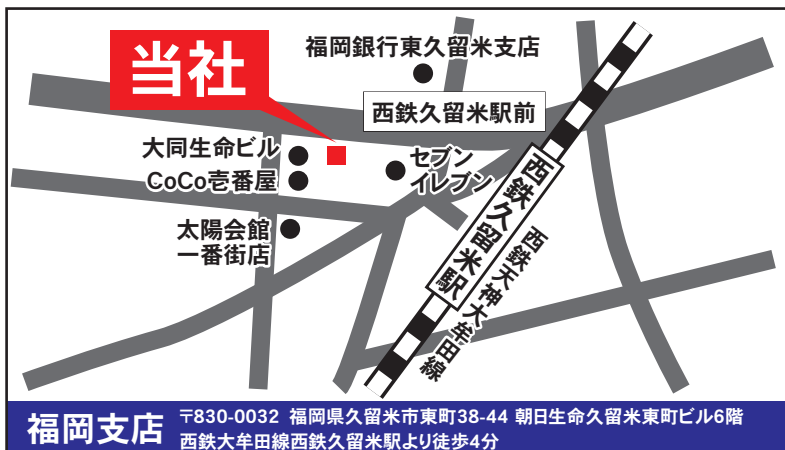 福岡銀行東久留米支店
当社
西鉄久留米駅前
大同生命ビル
CoCo壱番屋
セブン
イレブン
太陽会館
一番街店
西鉄久留米駅
西鉄天神大牟田線
福岡支店
〒830-0032 福岡県久留米市東町38-44 朝日生命久留米東町ビル6階
西鉄大牟田線西鉄久留米駅より徒歩4分